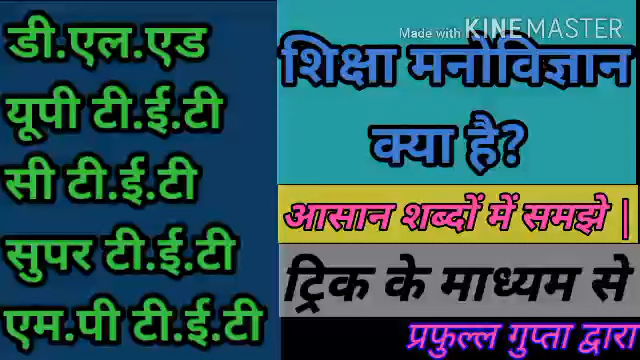 डी.एल.एड
यूपी टी.ई.टी
सी टी.ई.टी
सुपर टी.ई.टी
एम.पी टी.ई.टी
Made with KINEMASTER
शिक्षा मनोविज्ञान
क्या है?
आसान शब्दों में समझे |
ट्रिक के माध्यम से
प्रफुल्ल गुप्ता द्वारा